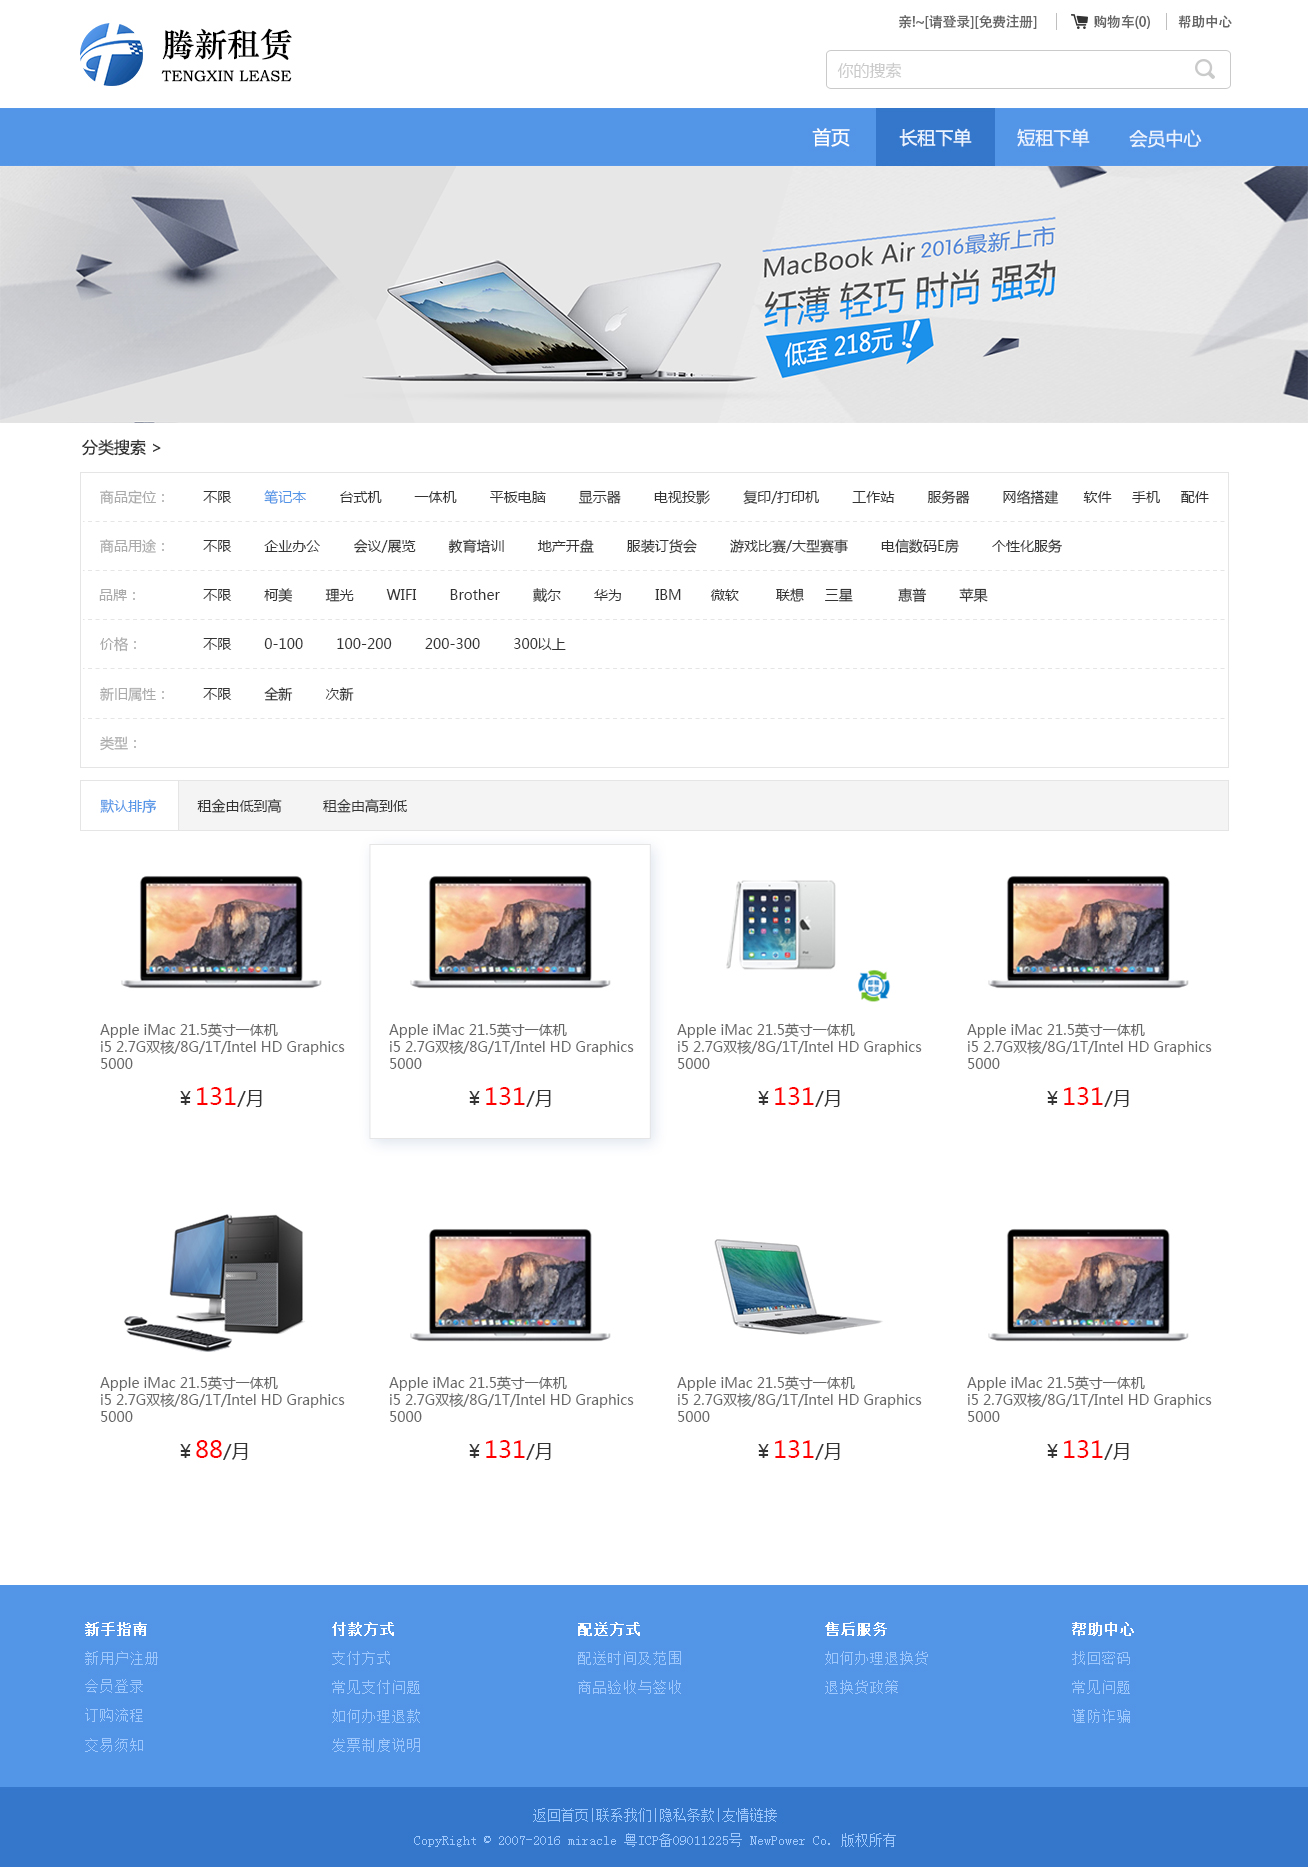 亲!~[请登录][免费注册] 购物车(0) 帮助中心
腾新租赁
TENGXIN LEASE
你的搜索
首页 长租下单 短租下单 会员中心
MacBook Air 2016最新上市
纤薄 轻巧 时尚 强劲
低至 218元!
分类搜索 >
商品定位： 不限 笔记本 台式机 一体机 平板电脑 显示器 电视投影 复印/打印机 工作站 服务器 网络搭建 软件 手机 配件
商品用途： 不限 企业办公 会议/展览 教育培训 地产开盘 服装订货会 游戏比赛/大型赛事 电信数码E房 个性化服务
品牌： 不限 柯美 理光 WIFI Brother 戴尔 华为 IBM 微软 联想 三星 惠普 苹果
价格： 不限 0-100 100-200 200-300 300以上
新旧属性： 不限 全新 次新
类型：
默认排序 租金由低到高 租金由高到低
Apple iMac 21.5英寸一体机
i5 2.7G双核/8G/1T/Intel HD Graphics
5000
¥ 131/月
Apple iMac 21.5英寸一体机
i5 2.7G双核/8G/1T/Intel HD Graphics
5000
¥ 131/月
Apple iMac 21.5英寸一体机
i5 2.7G双核/8G/1T/Intel HD Graphics
5000
¥ 131/月
Apple iMac 21.5英寸一体机
i5 2.7G双核/8G/1T/Intel HD Graphics
5000
¥ 131/月
Apple iMac 21.5英寸一体机
i5 2.7G双核/8G/1T/Intel HD Graphics
5000
¥ 88/月
Apple iMac 21.5英寸一体机
i5 2.7G双核/8G/1T/Intel HD Graphics
5000
¥ 131/月
Apple iMac 21.5英寸一体机
i5 2.7G双核/8G/1T/Intel HD Graphics
5000
¥ 131/月
Apple iMac 21.5英寸一体机
i5 2.7G双核/8G/1T/Intel HD Graphics
5000
¥ 131/月
新手指南
新用户注册
会员登录
订购流程
交易须知
付款方式
支付方式
常见支付问题
如何办理退款
发票制度说明
配送方式
配送时间及范围
商品验收与签收
售后服务
如何办理退换货
退换货政策
帮助中心
找回密码
常见问题
谨防诈骗
返回首页|联系我们|隐私条款|友情链接
CopyRight © 2007-2016 miracle 粤ICP备09011225号 NewPower Co. 版权所有